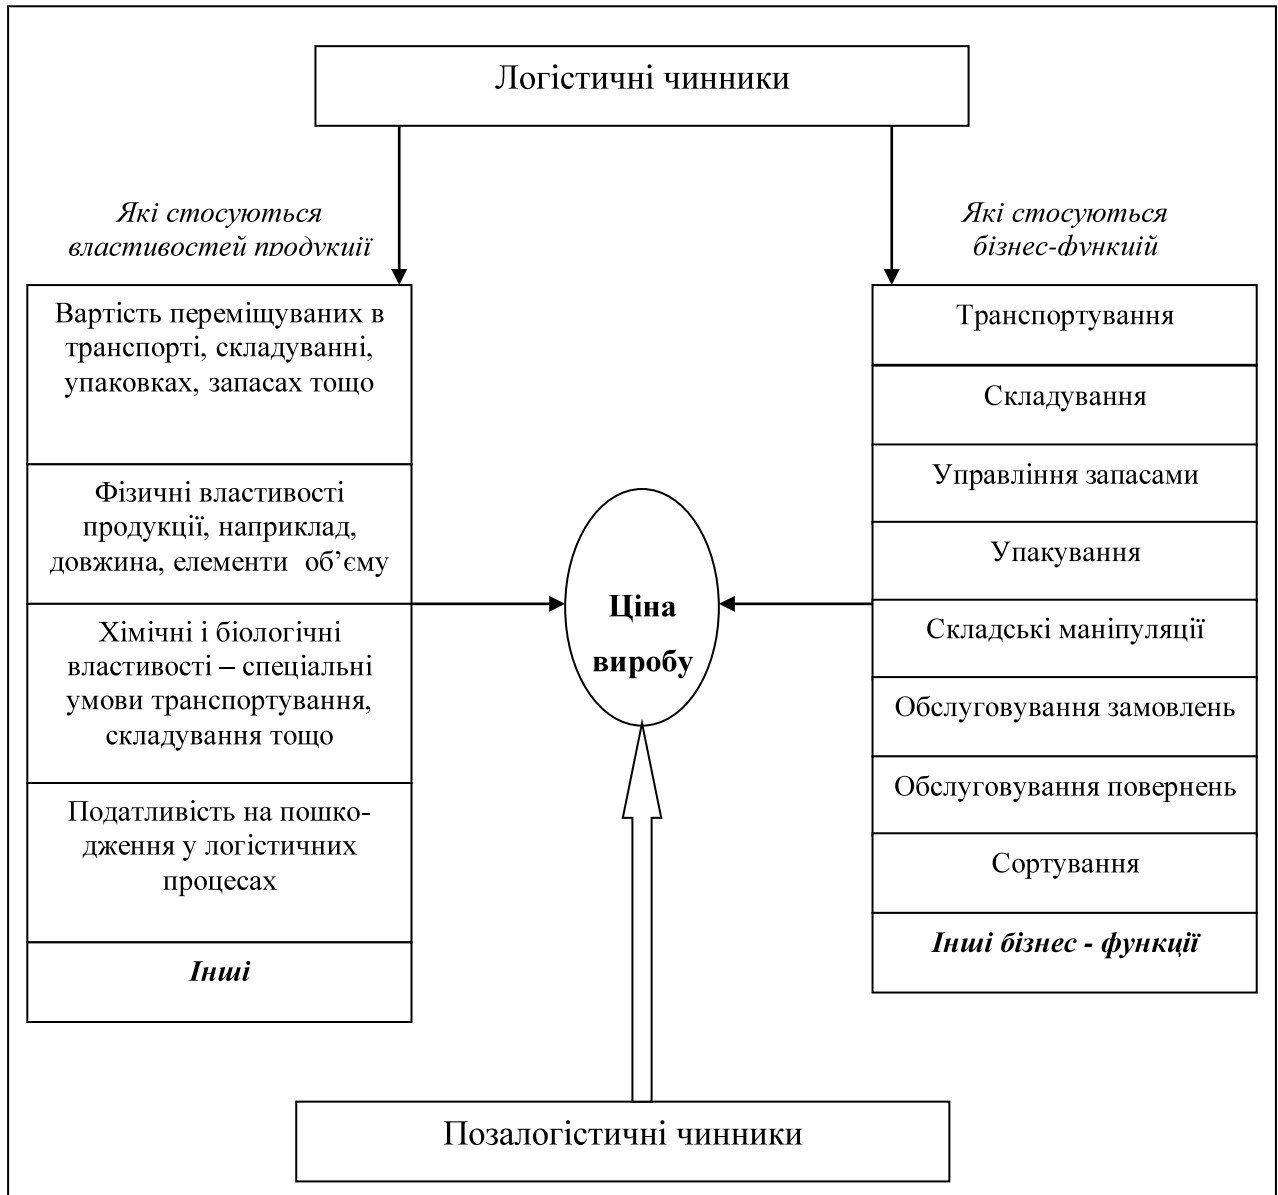 Логістичні чинники
Які стосуються
властивостей продукції
Які стосуються
бізнес-функцій
Вартість переміщуваних в
транспорті, складуванні,
упаковках, запасах тощо
Фізичні властивості
продукції, наприклад,
довжина, елементи об’єму
Хімічні і біологічні
властивості – спеціальні
умови транспортування,
складування тощо
Податливість на пошко-
дження у логістичних
процесах
Інші
Ціна
виробу
Транспортування
Складування
Управління запасами
Упакування
Складські маніпуляції
Обслуговування замовлень
Обслуговування повернень
Сортування
Інші бізнес - функції
Позалогістичні чинники